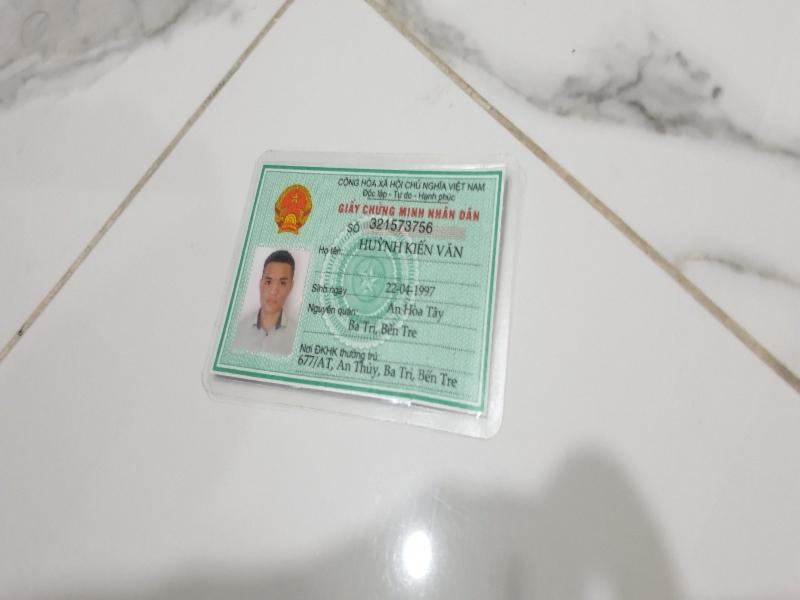 CỘNG HÒA XÃ HỘI CHỦ NGHĨA VIỆT NAM
Độc lập - Tự do - Hạnh phúc
GIẤY CHỨNG MINH NHÂN DÂN
SỐ 321573756
Họ tên: HUỲNH KIẾN VĂN
Sinh ngày 22-04-1997
Nguyên quán: An Hòa Tây
Ba Tri, Bến Tre
Nơi ĐKHK thường trú:
677/AT, An Thủy, Ba Tri, Bến Tre